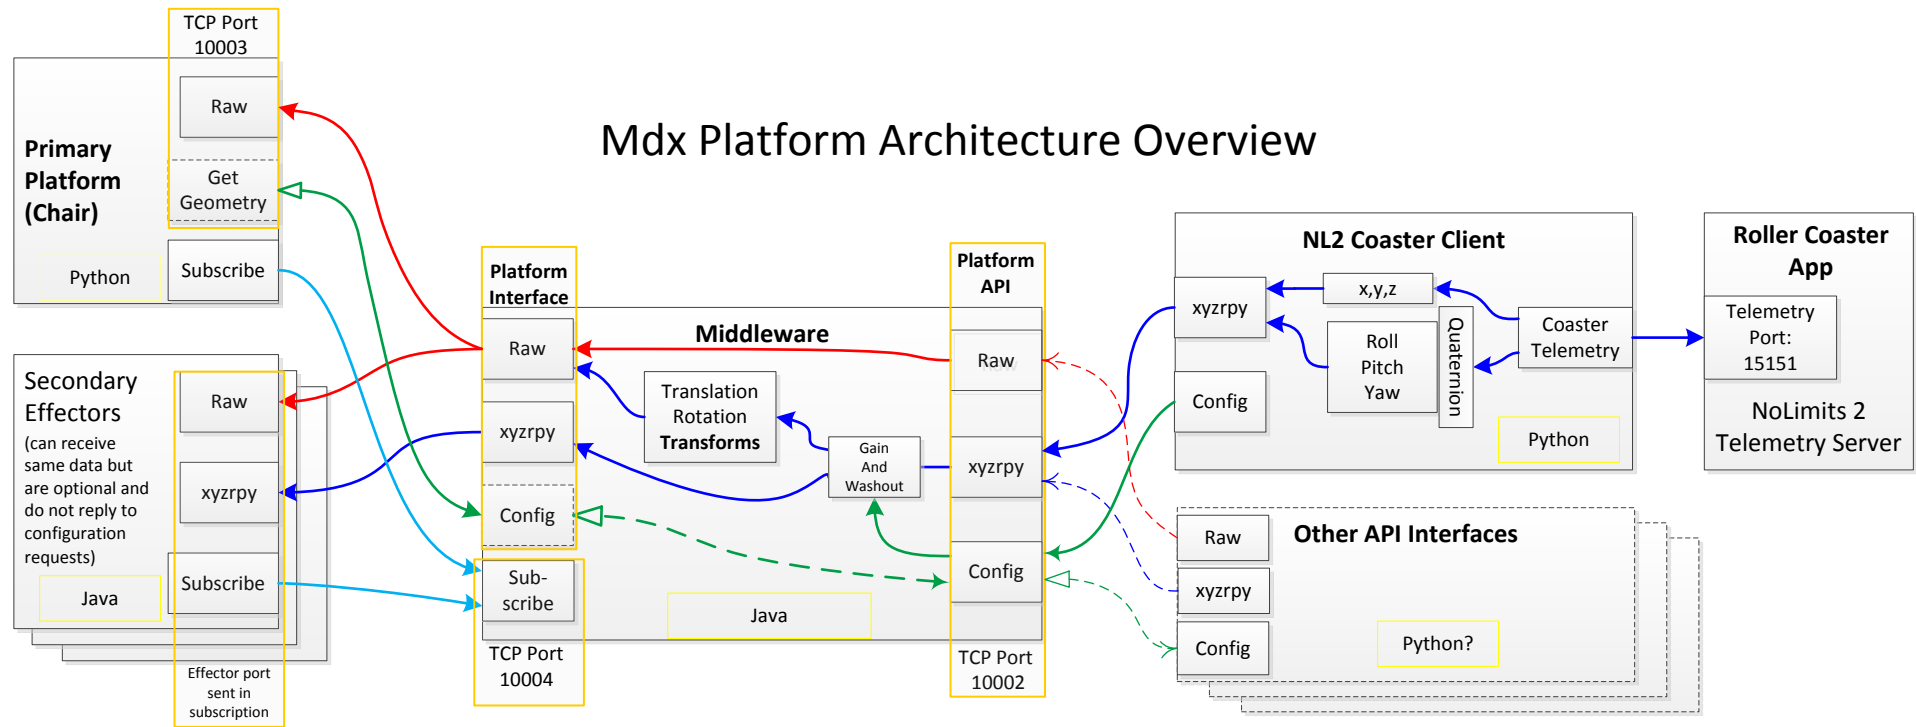 TCP Port
10003
Mdx Platform Architecture Overview
Primary
Platform
(Chair)
Raw
Get
Geometry
Subscribe
Python
Secondary
Effectors
(can receive
same data but
are optional and
do not reply to
configuration
requests)
Java
Raw
xyzrpy
Subscribe
Effector port
sent in
subscription
Platform
Interface
Raw
xyzrpy
Config
Sub-
scribe
TCP Port
10004
Middleware
Translation
Rotation
Transforms
Gain
And
Washout
Java
Platform
API
Raw
xyzrpy
Config
TCP Port
10002
NL2 Coaster Client
xyzrpy
Config
x,y,z
Roll
Pitch
Yaw
Quaternion
Coaster
Telemetry
Python
Roller Coaster
App
Telemetry
Port:
15151
NoLimits 2
Telemetry Server
Other API Interfaces
Raw
xyzrpy
Config
Python?